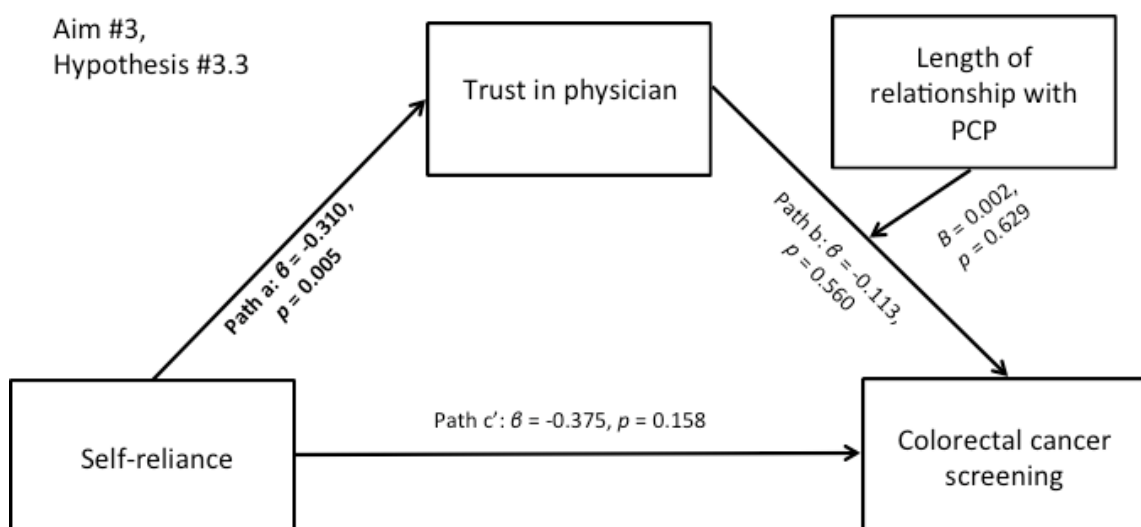 Aim #3,
Hypothesis #3.3
Trust in physician
Length of
relationship with
PCP
Path a: β = -0.310,
p = 0.005
Path b: β = -0.113,
p = 0.560
B = 0.002,
p = 0.629
Path c’: β = -0.375, p = 0.158
Self-reliance
Colorectal cancer
screening